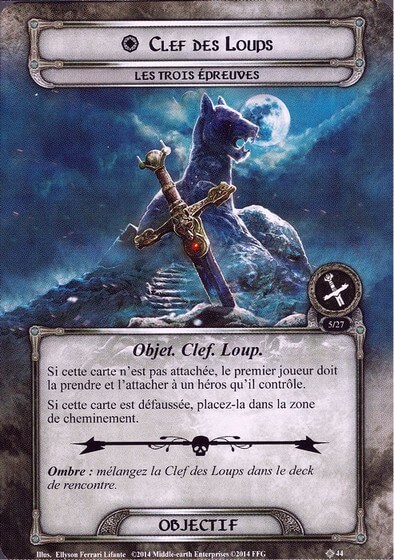 Clef des Loups
Les Trois Épreuves
5/27
Objet. Clef. Loup.
Si cette carte n'est pas attachée, le premier joueur doit
la prendre et l'attacher à un héros qu'il contrôle.
Si cette carte est défaussée, placez-la dans la zone
de cheminement.
Ombre : mélangez la Clef des Loups dans le deck
de rencontre.
Objectif
Illus. Ellyson Ferrari Lifante ©2014 Middle-earth Enterprises ©2014 FFG 44